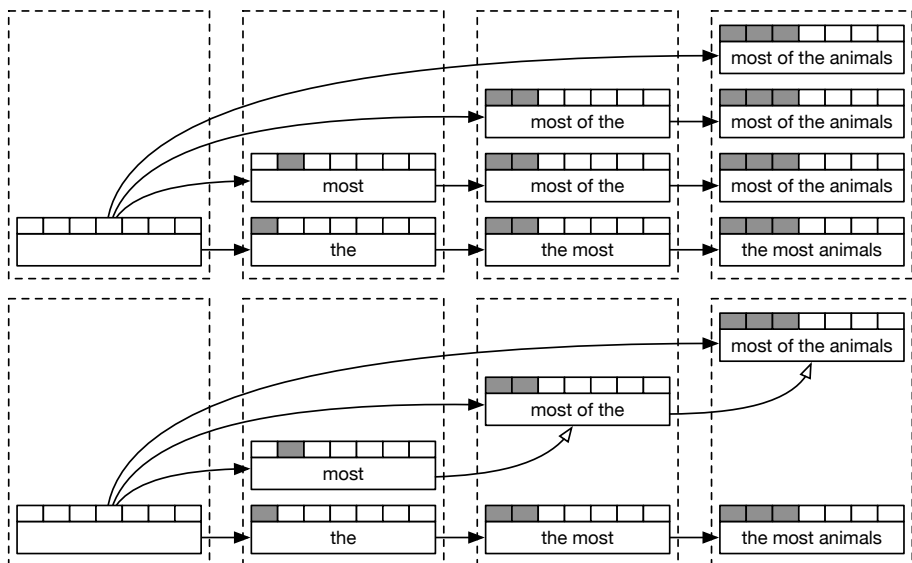 most of the animals
most of the
most of the animals
most
most of the
most of the animals
the
the most
the most animals
most of the animals
most of the
most
the
the most
the most animals